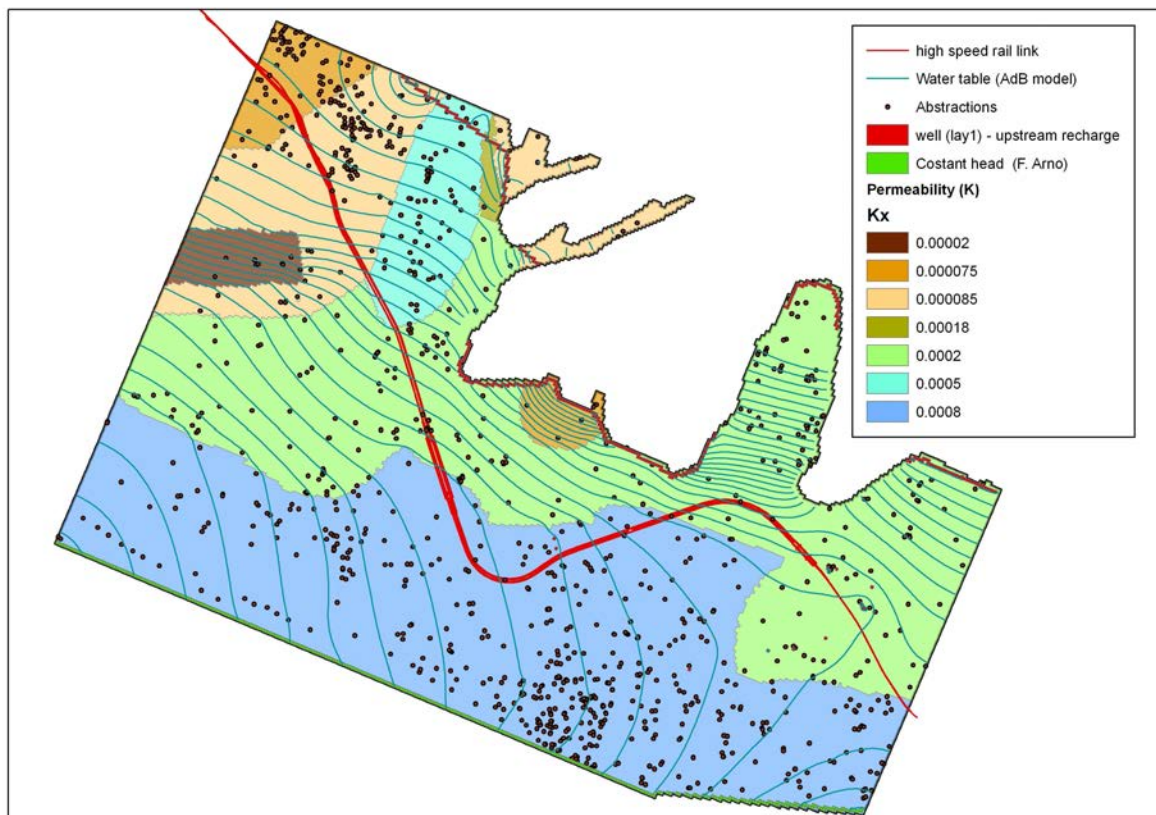 high speed rail link
Water table (AdB model)
Abstractions
well (lay1) - upstream recharge
Costant head (F. Arno)
Permeability (K)
Kx
0.00002
0.000075
0.000085
0.00018
0.0002
0.0005
0.0008